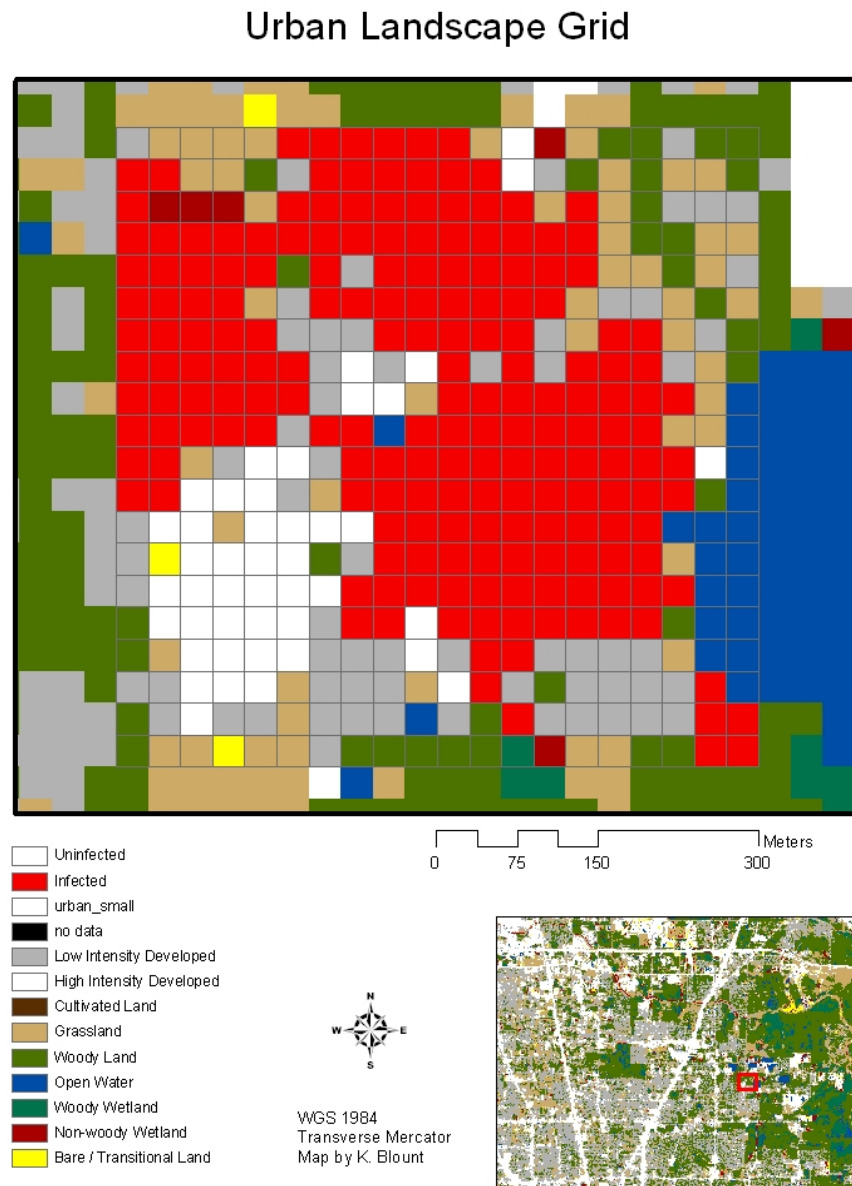 Urban Landscape Grid
Meters
0 75 150 300
Uninfected
Infected
urban_small
no data
Low Intensity Developed
High Intensity Developed
Cultivated Land
Grassland
Woody Land
Open Water
Woody Wetland
Non-woody Wetland
Bare / Transitional Land
N
W E
S
WGS 1984
Transverse Mercator
Map by K. Blount